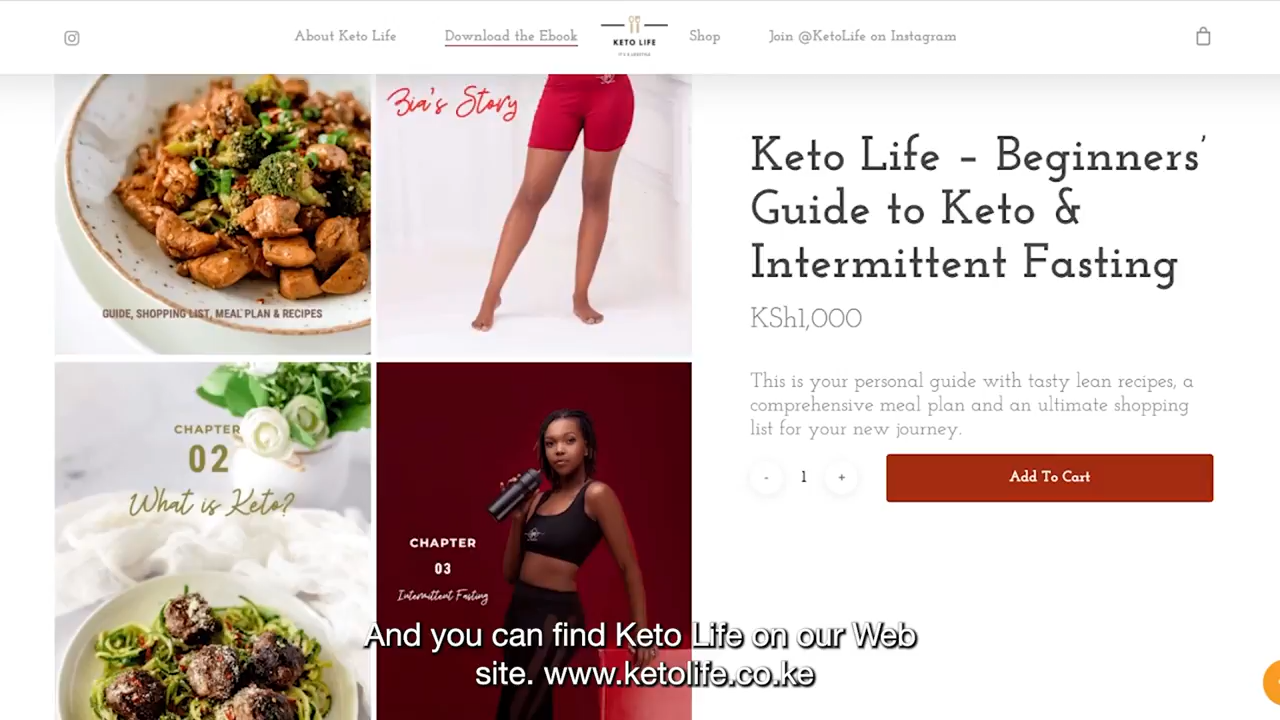 About Keto Life
Download the Ebook
KETO LIFE
IT'S A LIFESTYLE
Shop
Join @KetoLife on Instagram
Zia's Story
GUIDE, SHOPPING LIST, MEAL PLAN & RECIPES
Keto Life – Beginners’
Guide to Keto &
Intermittent Fasting
KSh1,000
This is your personal guide with tasty lean recipes, a
comprehensive meal plan and an ultimate shopping
list for your new journey.
- 1 +
Add To Cart
CHAPTER
02
What is Keto?
CHAPTER
03
Intermittent Fasting
And you can find Keto Life on our Web
site. www.ketolife.co.ke